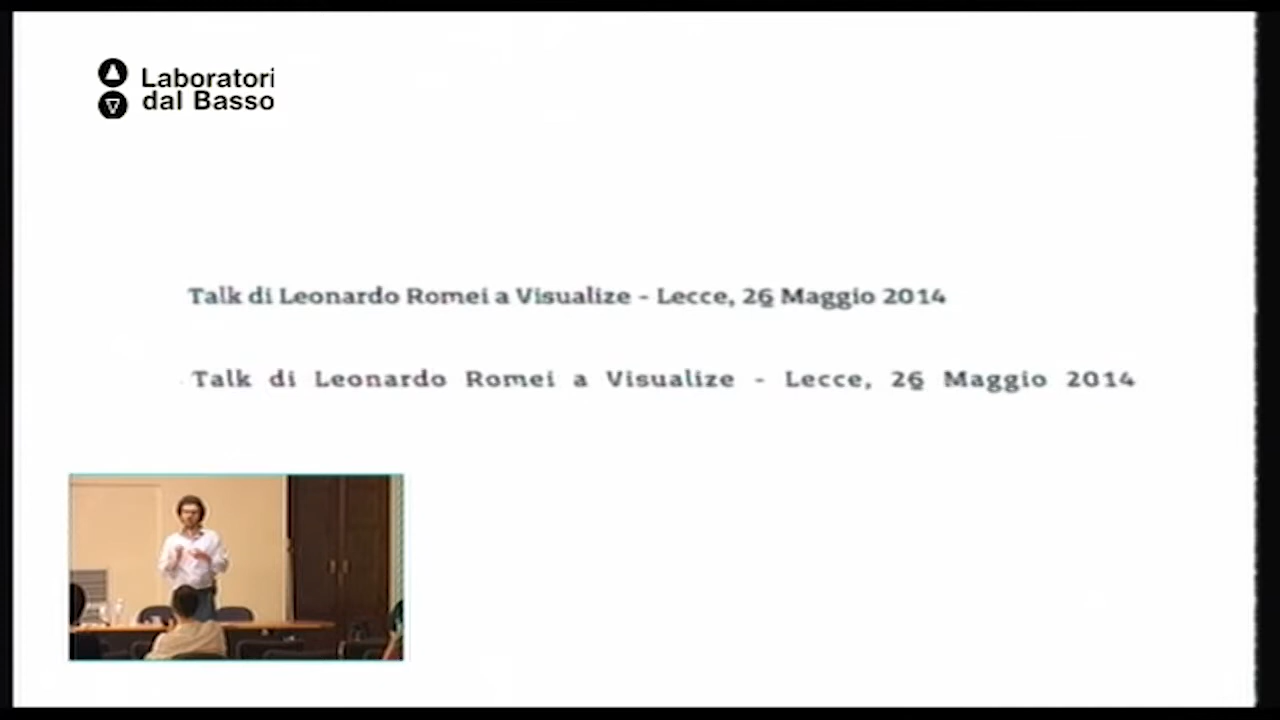 Laboratori
dal Basso
Talk di Leonardo Romei a Visualize - Lecce, 26 Maggio 2014
Talk di Leonardo Romei a Visualize - Lecce, 26 Maggio 2014